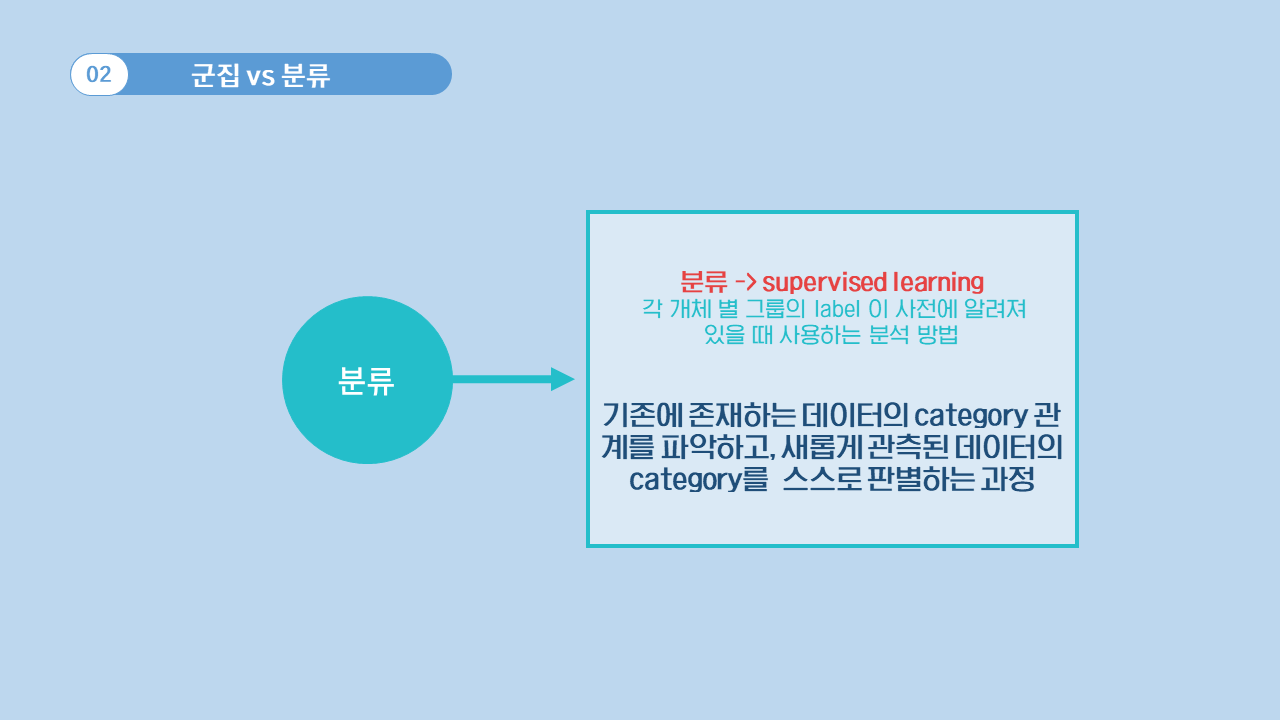 02
군집 vs 분류
분류
분류 -> supervised learning
각 개체 별 그룹의 label 이 사전에 알려져
있을 때 사용하는 분석 방법
기존에 존재하는 데이터의 category 관
계를 파악하고, 새롭게 관측된 데이터의
category를 스스로 판별하는 과정